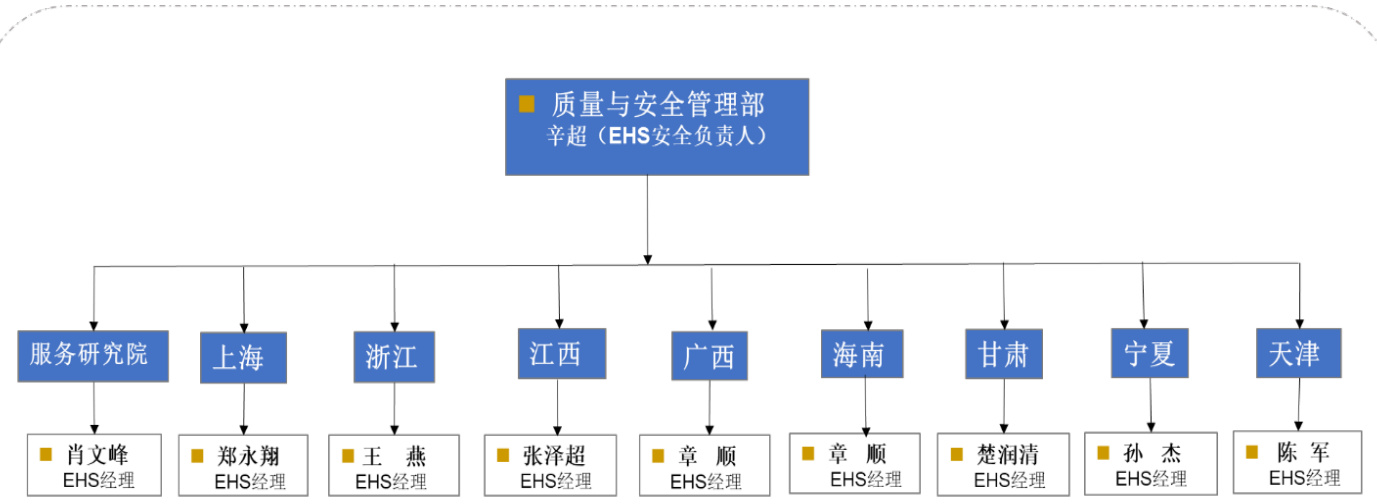 质量与安全管理部
辛超（EHS安全负责人）
服务研究院
上海
浙江
江西
广西
海南
甘肃
宁夏
天津
肖文峰
EHS经理
郑永翔
EHS经理
王 燕
EHS经理
张泽超
EHS经理
章 顺
EHS经理
章 顺
EHS经理
楚润清
EHS经理
孙 杰
EHS经理
陈 军
EHS经理